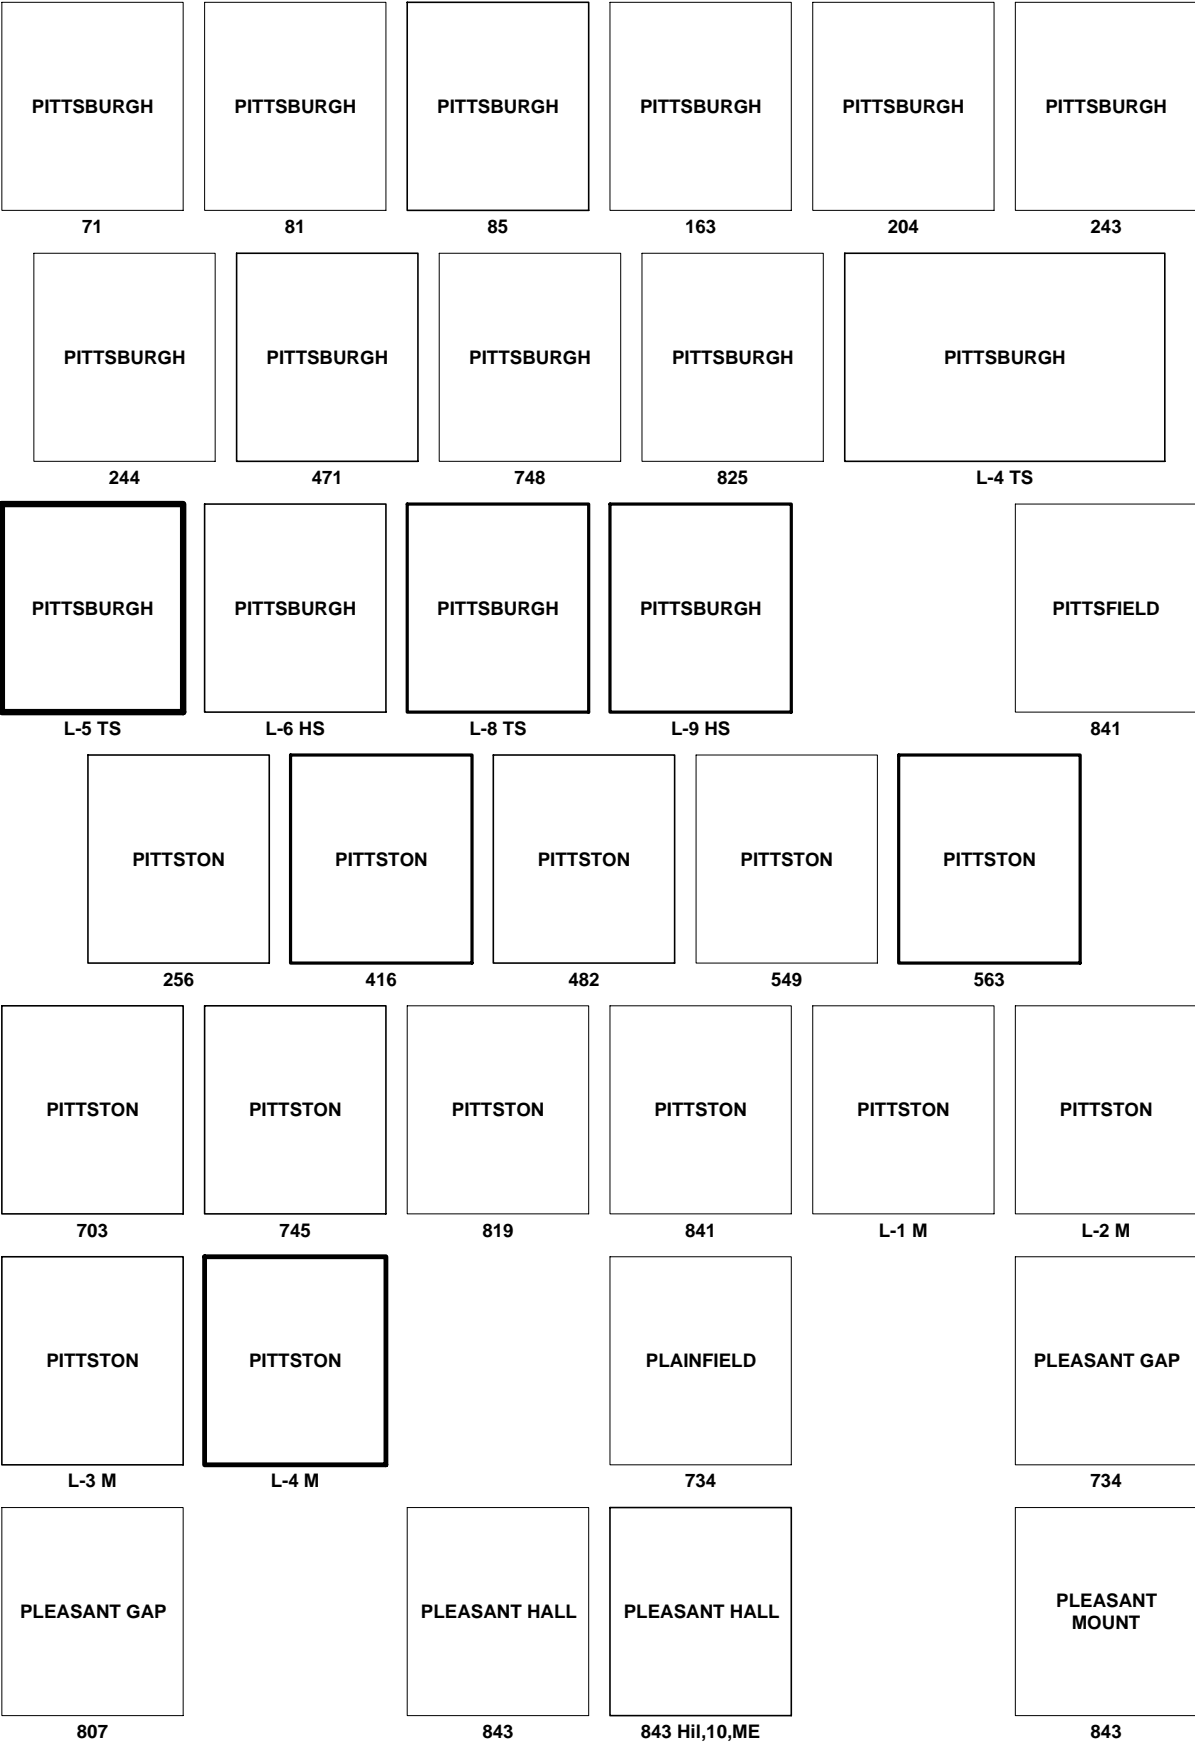 PITTSBURGH PITTSBURGH PITTSBURGH PITTSBURGH PITTSBURGH PITTSBURGH
71 81 85 163 204 243
PITTSBURGH PITTSBURGH PITTSBURGH PITTSBURGH PITTSBURGH
244 471 748 825 L-4 TS
PITTSBURGH PITTSBURGH PITTSBURGH PITTSBURGH PITTSFIELD
L-5 TS L-6 HS L-8 TS L-9 HS 841
PITTSTON PITTSTON PITTSTON PITTSTON PITTSTON
256 416 482 549 563
PITTSTON PITTSTON PITTSTON PITTSTON PITTSTON PITTSTON
703 745 819 841 L-1 M L-2 M
PITTSTON PITTSTON PLAINFIELD PLEASANT GAP
L-3 M L-4 M 734 734
PLEASANT GAP PLEASANT HALL PLEASANT HALL PLEASANT
MOUNT
807 843 843 Hil,10,ME 843